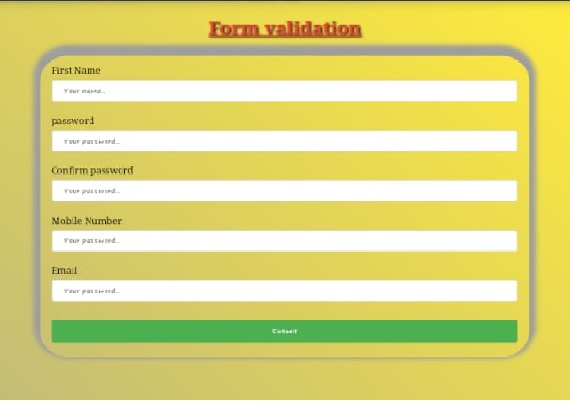 Form validation
First Name
Your name..
password
Your password..
Confirm password
Your password..
Mobile Number
Your password..
Email
Your password..
Submit